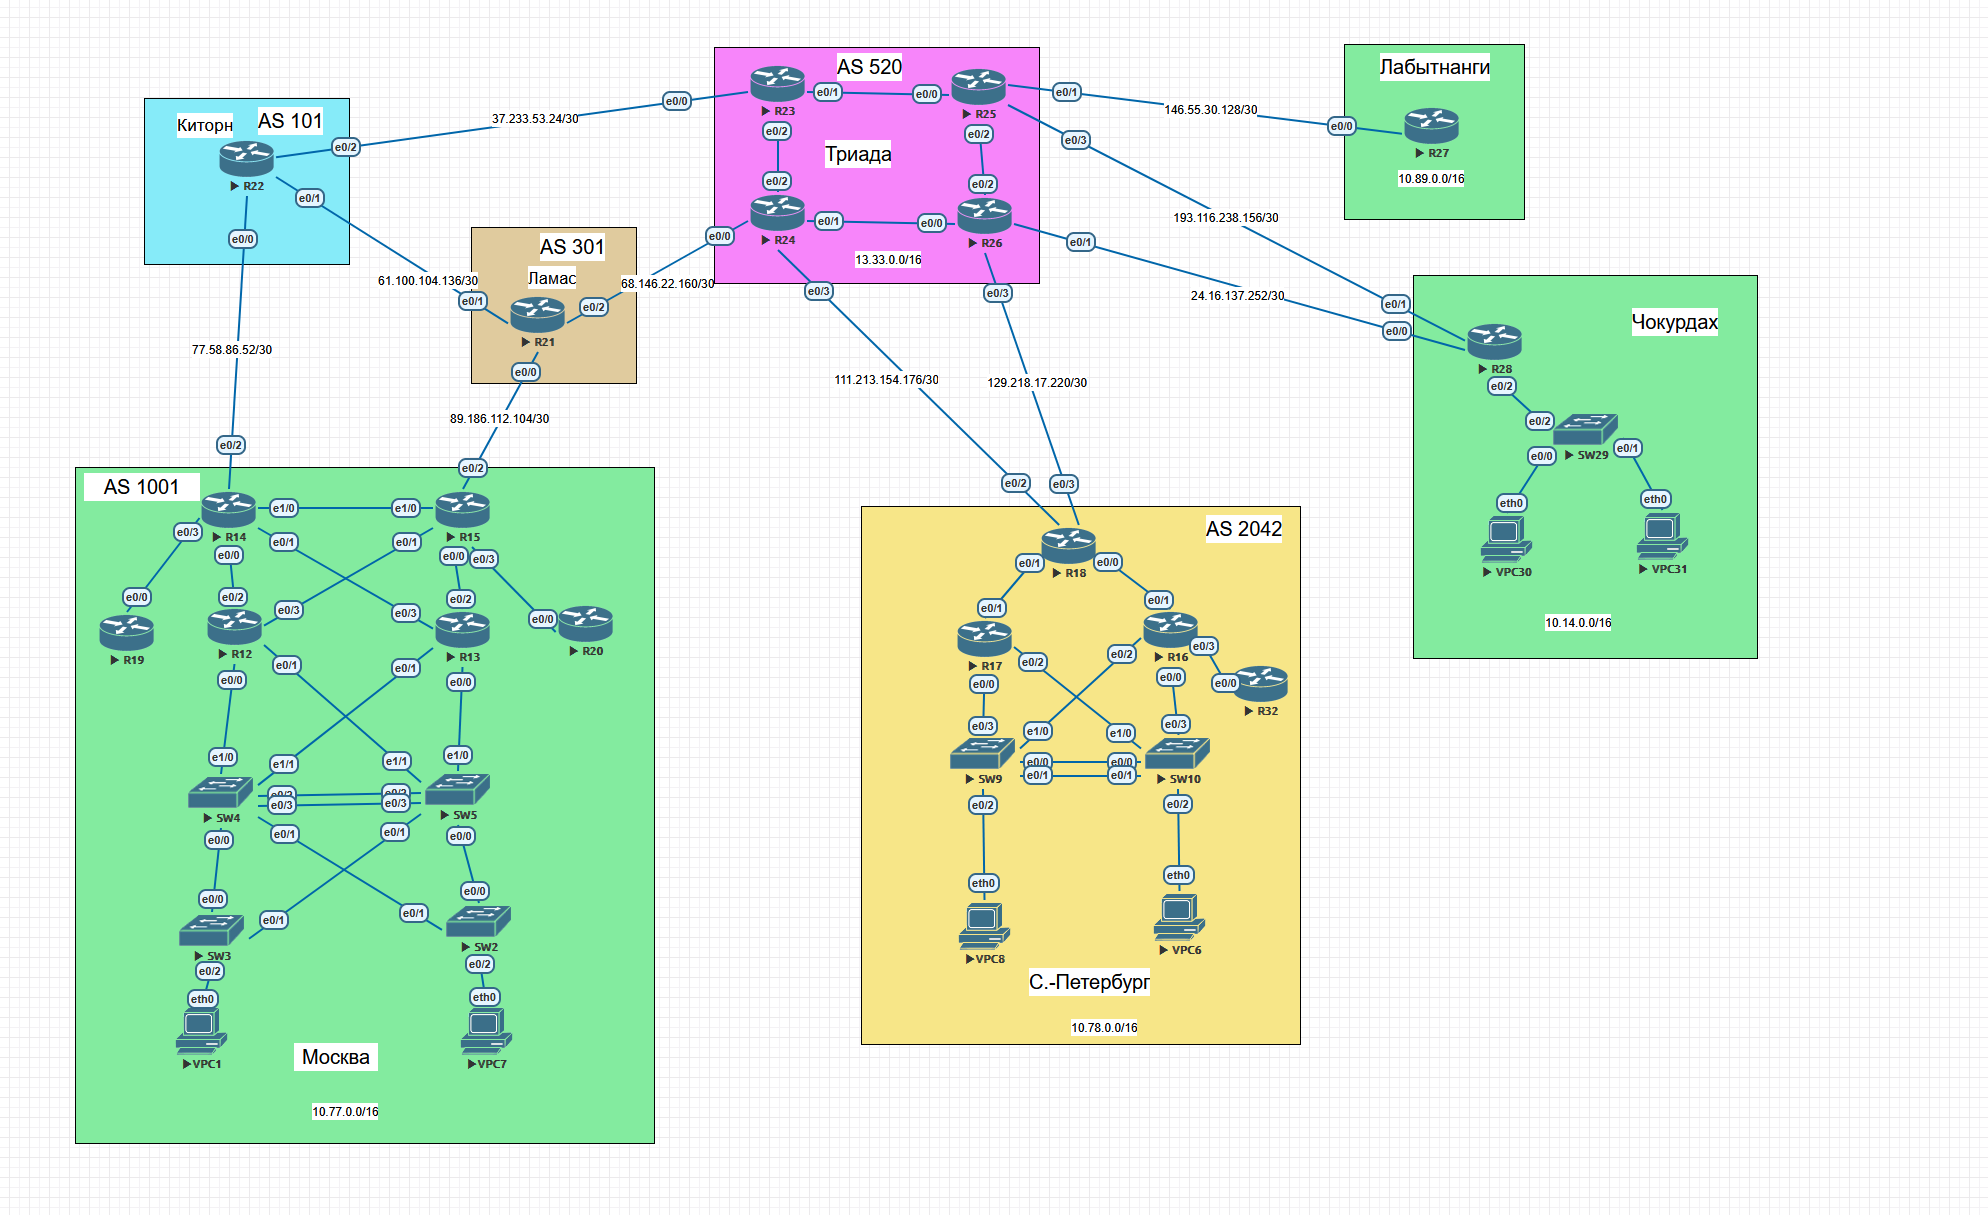 Киторн
AS 101
R22
e0/2
e0/1
e0/0
37.233.53.24/30
61.100.104.136/30
77.58.86.52/30
AS 301
Ламас
R21
e0/1
e0/2
e0/0
68.146.22.160/30
89.186.112.104/30
AS 520
Триада
R23
e0/0
e0/1
e0/2
R25
e0/0
e0/1
e0/2
e0/3
R24
e0/2
e0/0
e0/1
e0/3
R26
e0/2
e0/0
e0/1
e0/3
13.33.0.0/16
146.55.30.128/30
193.116.238.156/30
24.16.137.252/30
111.213.154.176/30
129.218.17.220/30
Лабытнанги
e0/0
R27
10.89.0.0/16
Чокурдах
e0/1
e0/0
R28
e0/2
e0/2
SW29
e0/0
e0/1
eth0
eth0
VPC30
VPC31
10.14.0.0/16
AS 1001
e0/2
e0/2
R14
e1/0
e1/0
R15
e0/3
e0/0
e0/1
e0/1
e0/0
e0/3
e0/0
R19
e0/2
R12
e0/3
e0/3
e0/2
R13
e0/0
R20
e0/0
e0/1
e0/1
e0/0
e1/0
e1/1
e1/1
e1/0
SW4
e0/2
e0/3
e0/2
e0/3
SW5
e0/0
e0/1
e0/1
e0/0
e0/0
e0/1
e0/1
e0/0
SW3
SW2
e0/2
e0/2
eth0
eth0
VPC1
VPC7
Москва
10.77.0.0/16
AS 2042
e0/2
e0/3
R18
e0/1
e0/0
e0/1
e0/1
R17
R16
e0/0
e0/2
e0/2
e0/0
e0/3
e0/0
R32
e0/3
e1/0
e1/0
e0/3
SW9
e0/0
e0/1
e0/0
e0/1
SW10
e0/2
e0/2
eth0
eth0
VPC8
VPC6
С.-Петербург
10.78.0.0/16